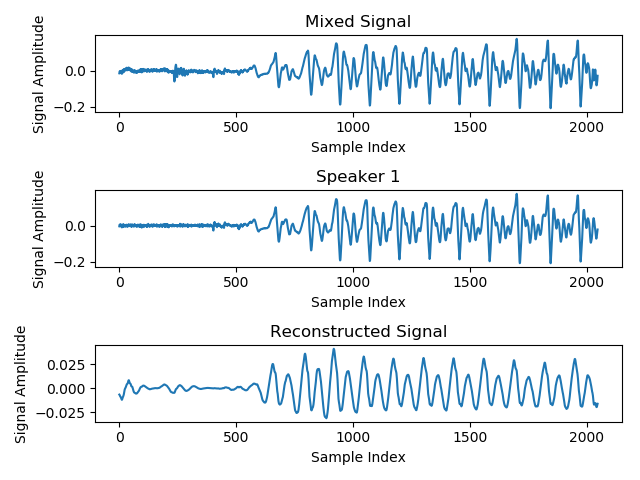 Mixed Signal
Signal Amplitude
0.0
−0.2
0
500
1000
1500
2000
Sample Index
Speaker 1
Signal Amplitude
0.0
−0.2
0
500
1000
1500
2000
Sample Index
Reconstructed Signal
Signal Amplitude
0.025
0.000
−0.025
0
500
1000
1500
2000
Sample Index